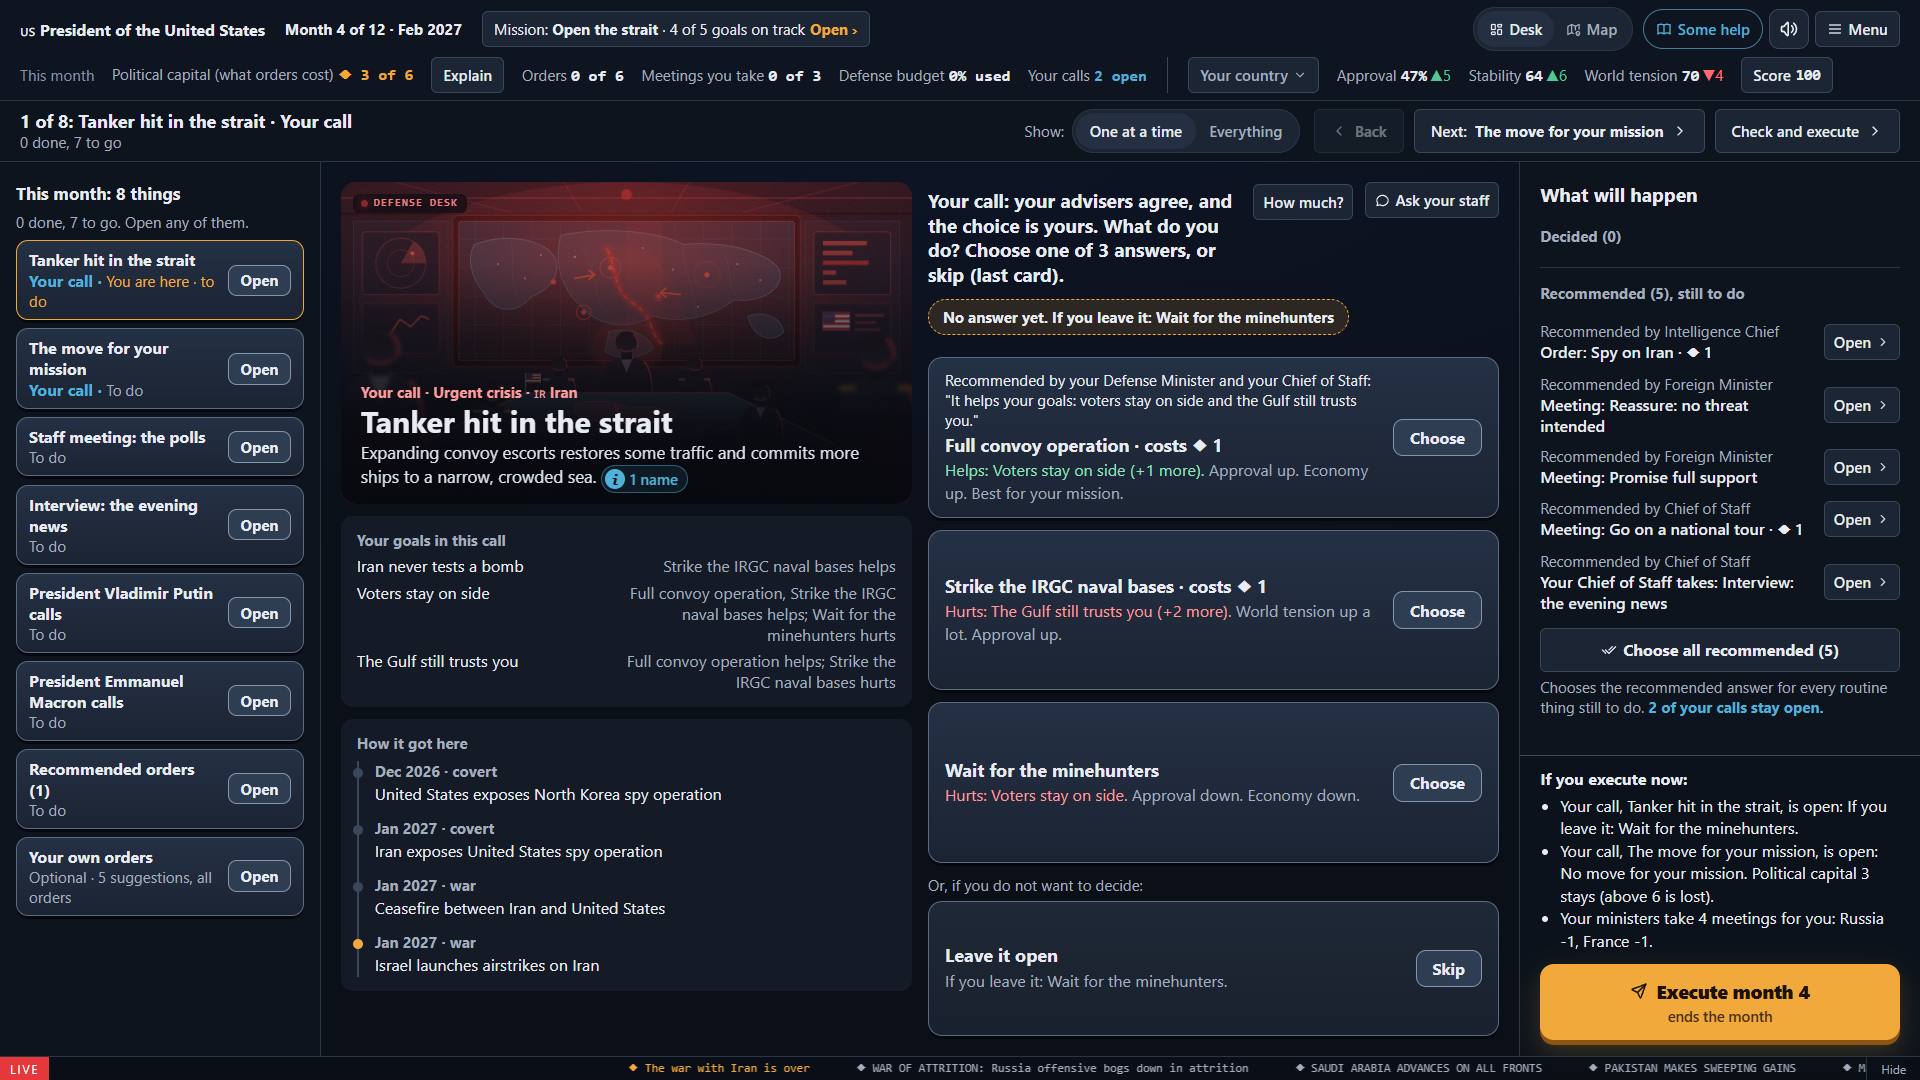 US President of the United States
Month 4 of 12 · Feb 2027
Mission: Open the strait · 4 of 5 goals on track Open ›
Desk
Map
Some help
Menu
This month
Political capital (what orders cost) ◆ 3 of 6
Explain
Orders 0 of 6
Meetings you take 0 of 3
Defense budget 0% used
Your calls 2 open
Your country
Approval 47% ▲5
Stability 64 ▲6
World tension 70 ▼4
Score 100
1 of 8: Tanker hit in the strait · Your call
0 done, 7 to go
Show:
One at a time
Everything
Back
Next: The move for your mission
Check and execute
This month: 8 things
0 done, 7 to go. Open any of them.
Tanker hit in the strait
Your call · You are here · to
do
Open
The move for your
mission
Your call · To do
Open
Staff meeting: the polls
To do
Open
Interview: the evening
news
To do
Open
President Vladimir Putin
calls
To do
Open
President Emmanuel
Macron calls
To do
Open
Recommended orders
(1)
To do
Open
Your own orders
Optional · 5 suggestions, all
orders
Open
DEFENSE DESK
Your call · Urgent crisis · IR Iran
Tanker hit in the strait
Expanding convoy escorts restores some traffic and commits more
ships to a narrow, crowded sea. i 1 name
Your goals in this call
Iran never tests a bomb
Strike the IRGC naval bases helps
Voters stay on side
Full convoy operation, Strike the IRGC
naval bases helps; Wait for the
minehunters hurts
The Gulf still trusts you
Full convoy operation helps; Strike the
IRGC naval bases hurts
How it got here
Dec 2026 · covert
United States exposes North Korea spy operation
Jan 2027 · covert
Iran exposes United States spy operation
Jan 2027 · war
Ceasefire between Iran and United States
Jan 2027 · war
Israel launches airstrikes on Iran
Your call: your advisers agree, and
the choice is yours. What do you
do? Choose one of 3 answers, or
skip (last card).
How much?
Ask your staff
No answer yet. If you leave it: Wait for the minehunters
Recommended by your Defense Minister and your Chief of Staff:
"It helps your goals: voters stay on side and the Gulf still trusts
you."
Full convoy operation · costs ◆ 1
Helps: Voters stay on side (+1 more). Approval up. Economy
up. Best for your mission.
Choose
Strike the IRGC naval bases · costs ◆ 1
Hurts: The Gulf still trusts you (+2 more). World tension up a
lot. Approval up.
Choose
Wait for the minehunters
Hurts: Voters stay on side. Approval down. Economy down.
Choose
Or, if you do not want to decide:
Leave it open
If you leave it: Wait for the minehunters.
Skip
What will happen
Decided (0)
Recommended (5), still to do
Recommended by Intelligence Chief
Order: Spy on Iran · ◆ 1
Open
Recommended by Foreign Minister
Meeting: Reassure: no threat
intended
Open
Recommended by Foreign Minister
Meeting: Promise full support
Open
Recommended by Chief of Staff
Meeting: Go on a national tour · ◆ 1
Open
Recommended by Chief of Staff
Your Chief of Staff takes: Interview:
the evening news
Open
Choose all recommended (5)
Chooses the recommended answer for every routine
thing still to do. 2 of your calls stay open.
If you execute now:
• Your call, Tanker hit in the strait, is open: If you
leave it: Wait for the minehunters.
• Your call, The move for your mission, is open:
No move for your mission. Political capital 3
stays (above 6 is lost).
• Your ministers take 4 meetings for you: Russia
-1, France -1.
Execute month 4
ends the month
LIVE
◆ The war with Iran is over
◆ WAR OF ATTRITION: Russia offensive bogs down in attrition
◆ SAUDI ARABIA ADVANCES ON ALL FRONTS
◆ PAKISTAN MAKES SWEEPING GAINS
◆ M
Hide